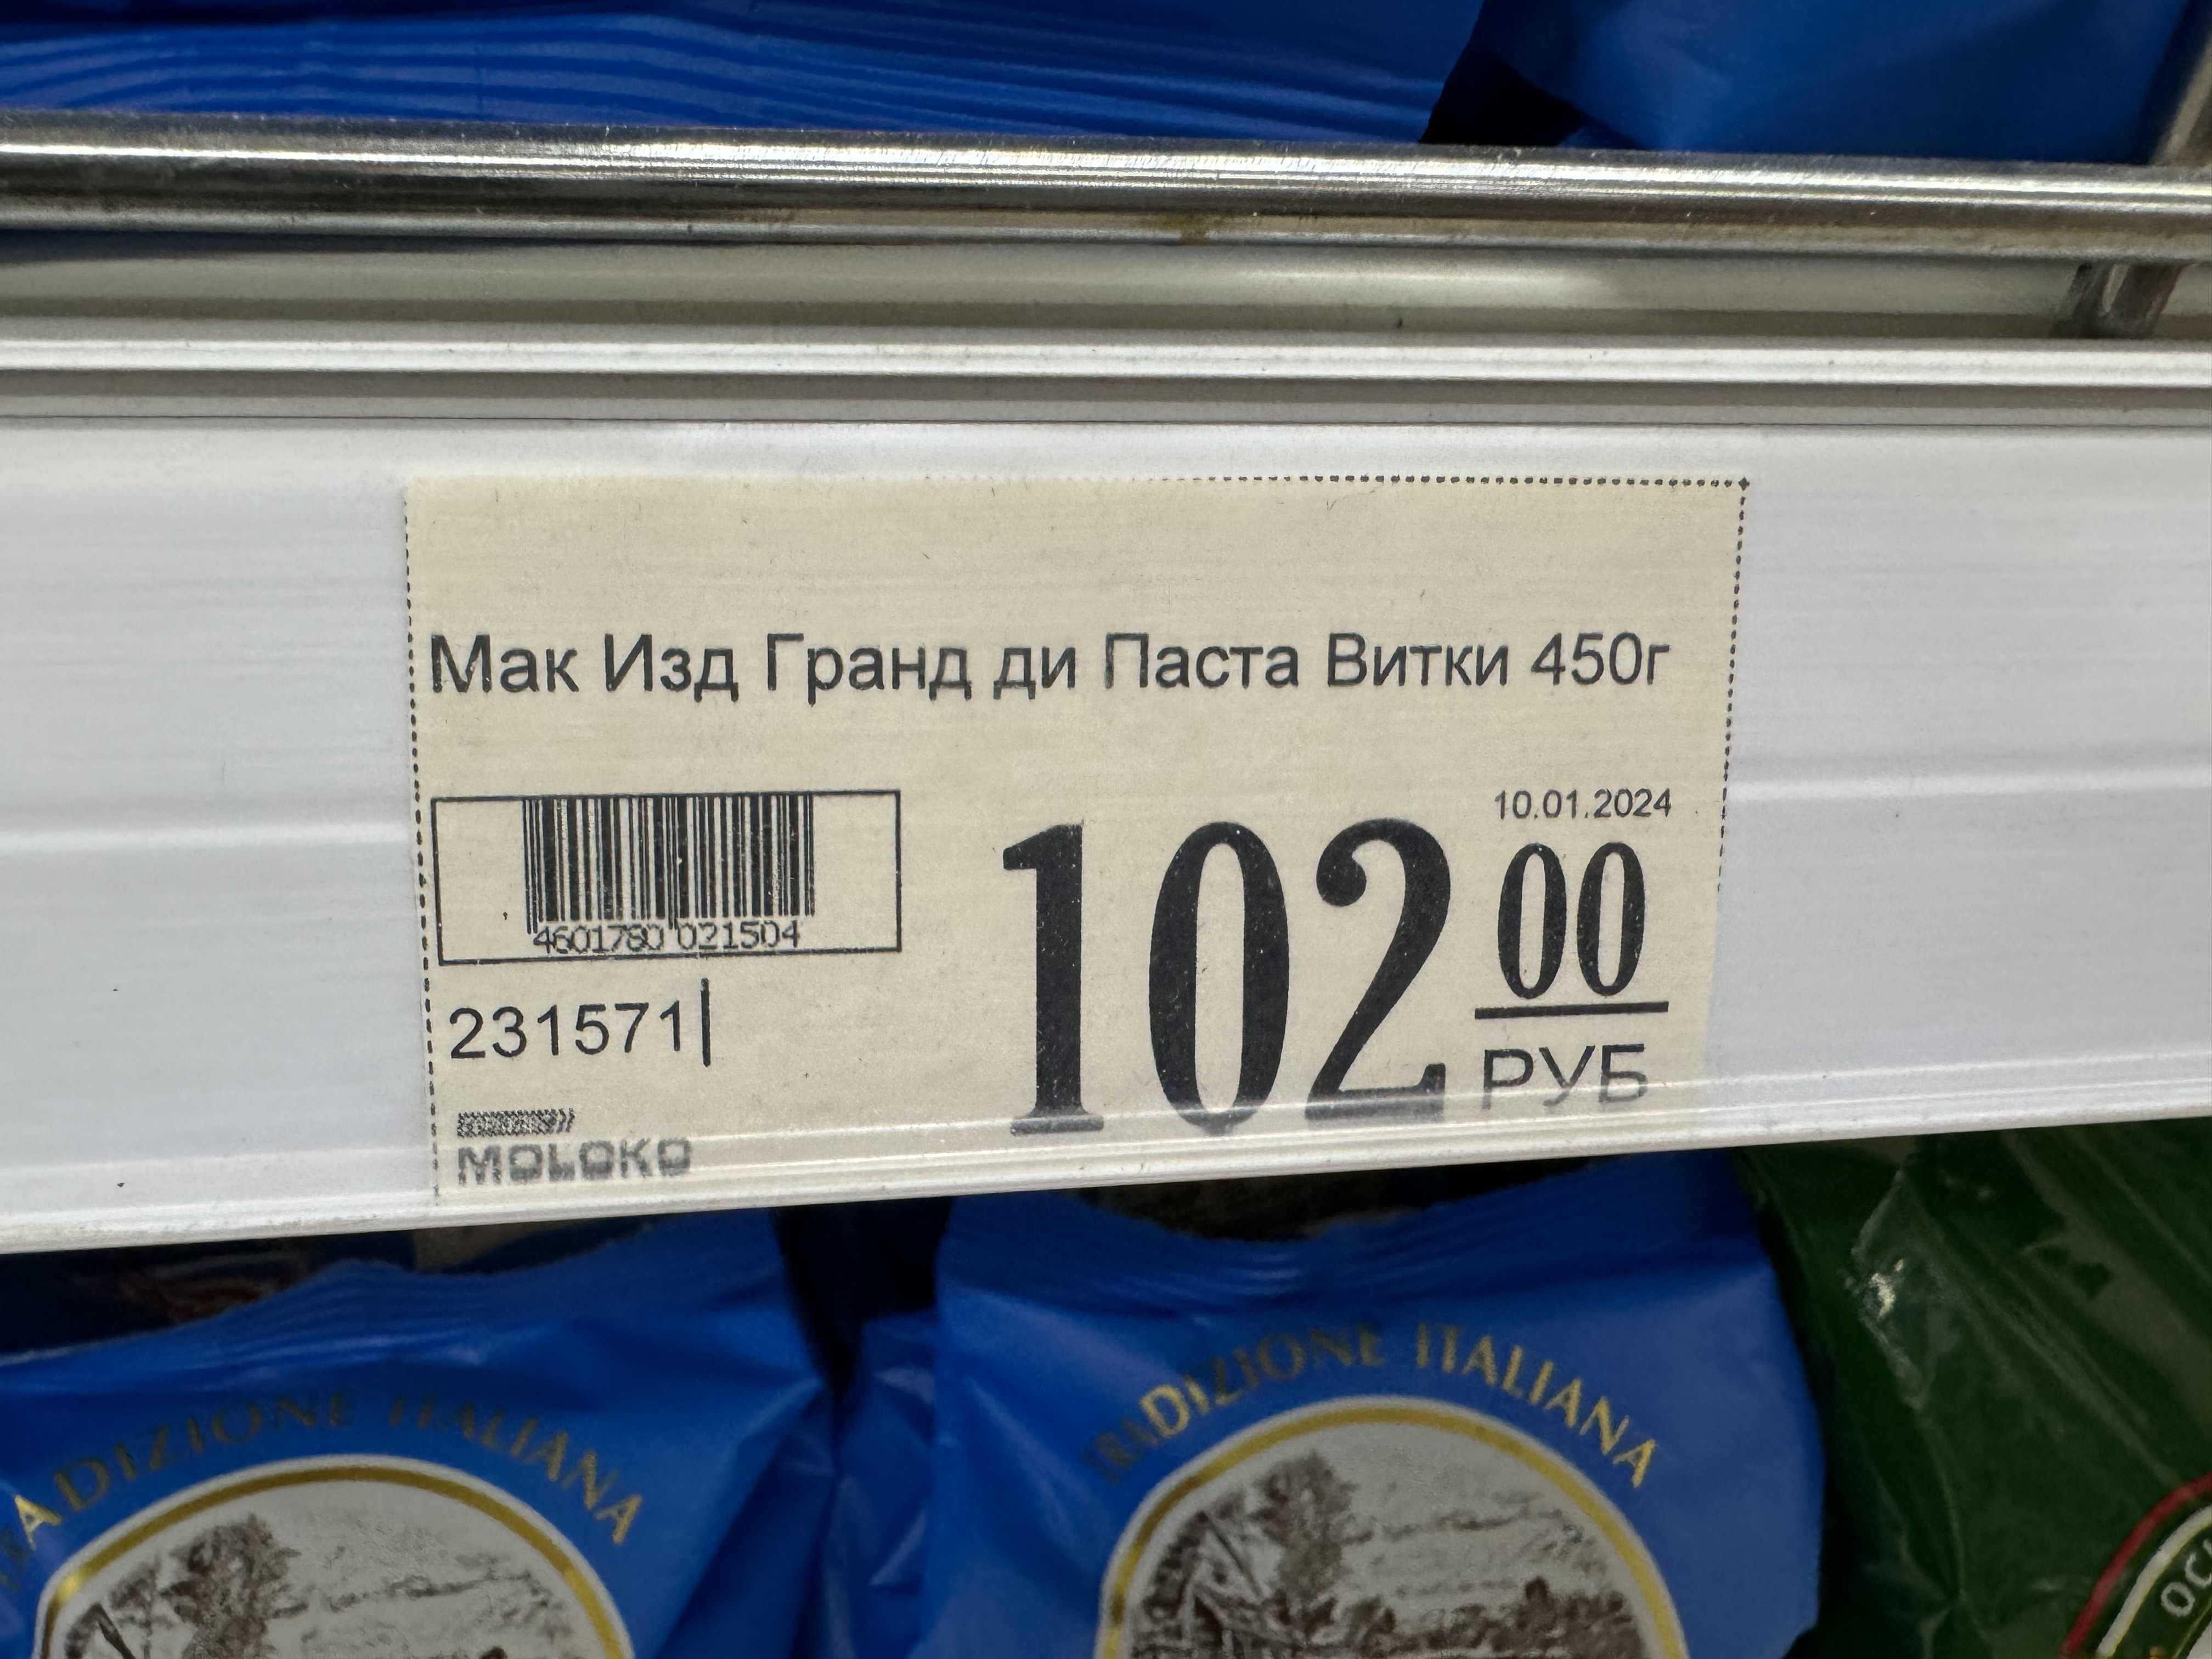 Мак Изд Гранд ди Паста Витки 450г
10.01.2024
102 00
РУБ
4601780 021504
231571|
MOLOKO
TRADIZIONE ITALIANA
TRADIZIONE ITALIANA